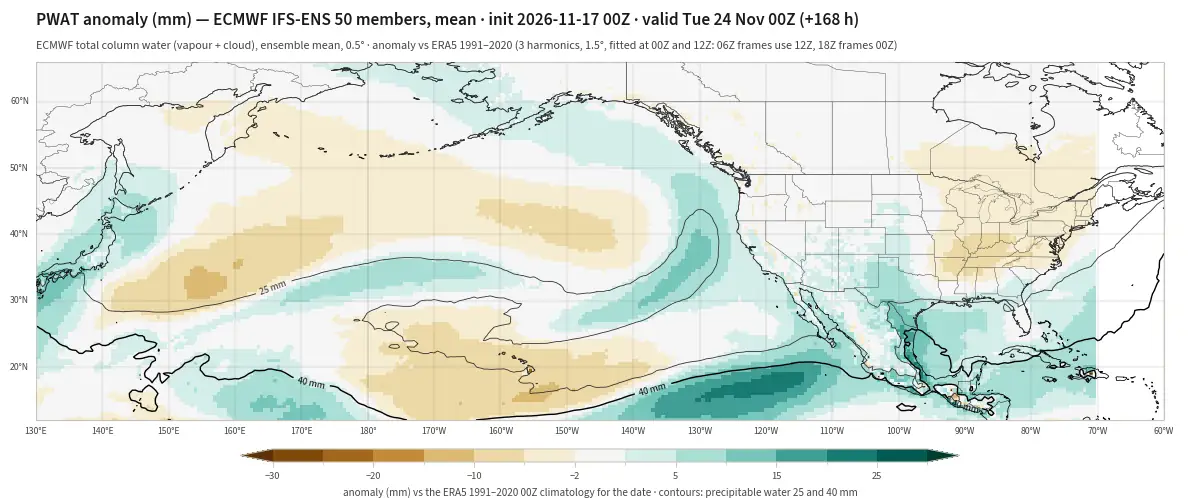 PWAT anomaly (mm) — ECMWF IFS-ENS 50 members, mean · init 2026-11-17 00Z · valid Tue 24 Nov 00Z (+168 h)
ECMWF total column water (vapour + cloud), ensemble mean, 0.5° · anomaly vs ERA5 1991–2020 (3 harmonics, 1.5°, fitted at 00Z and 12Z: 06Z frames use 12Z, 18Z frames 00Z)
60°N
50°N
40°N
30°N
20°N
25 mm
40 mm
40 mm
130°E 140°E 150°E 160°E 170°E 180° 170°W 160°W 150°W 140°W 130°W 120°W 110°W 100°W 90°W 80°W 70°W 60°W
−30 −20 −10 −2 5 15 25
anomaly (mm) vs the ERA5 1991–2020 00Z climatology for the date · contours: precipitable water 25 and 40 mm